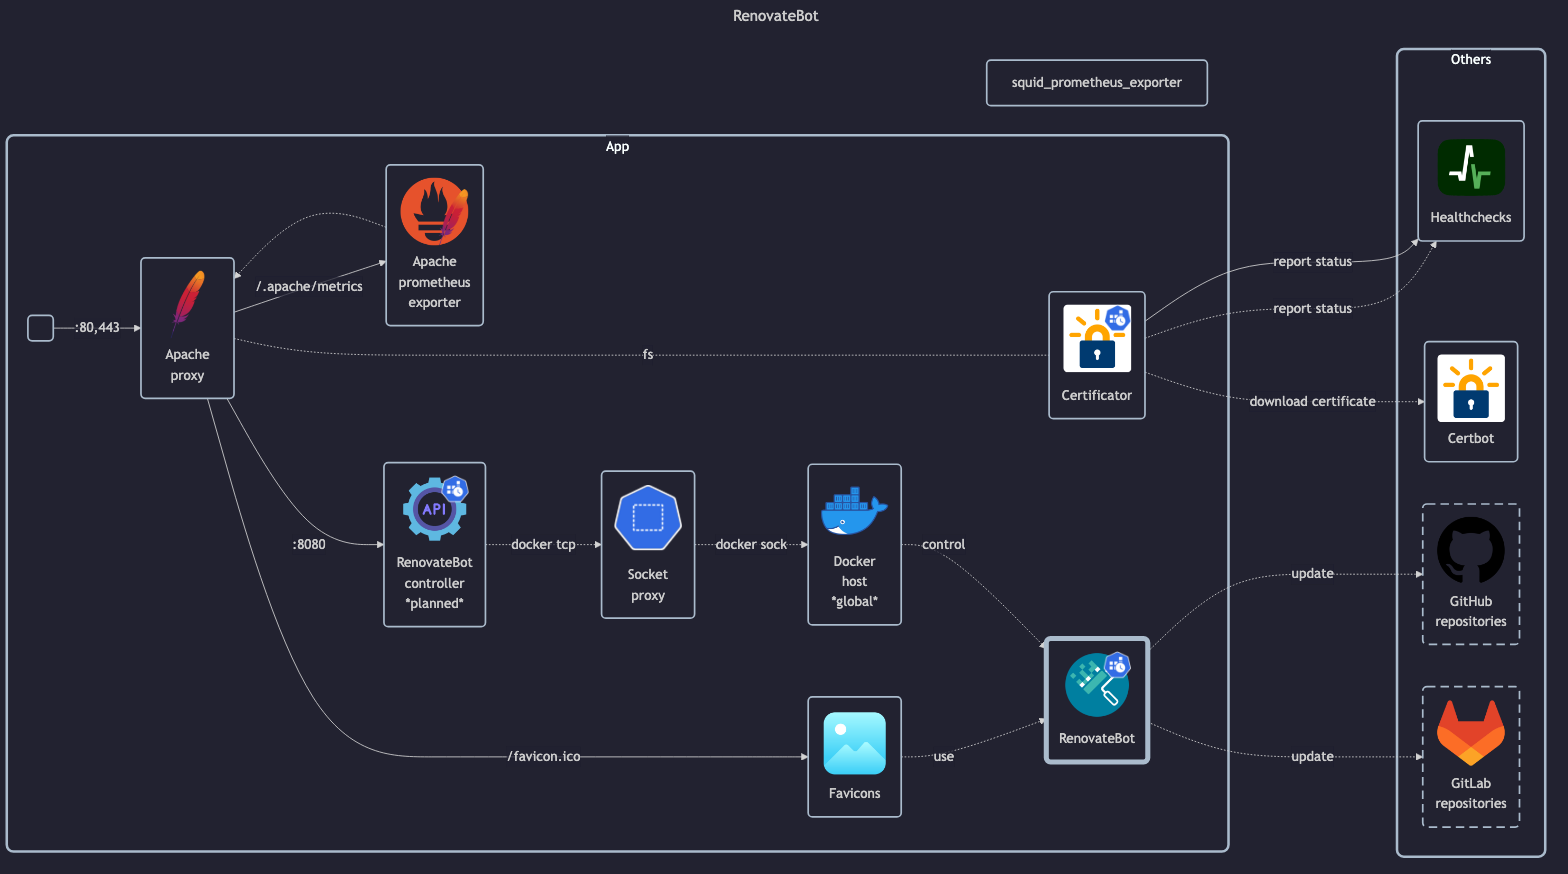 RenovateBot
squid_prometheus_exporter
Others
App
Healthchecks
Apache
prometheus
exporter
/.apache/metrics
:80,443
Apache
proxy
fs
Certificator
report status
report status
download certificate
Certbot
:8080
API
RenovateBot
controller
*planned*
docker tcp
Socket
proxy
docker sock
Docker
host
*global*
control
update
GitHub
repositories
/favicon.ico
Favicons
use
RenovateBot
update
GitLab
repositories